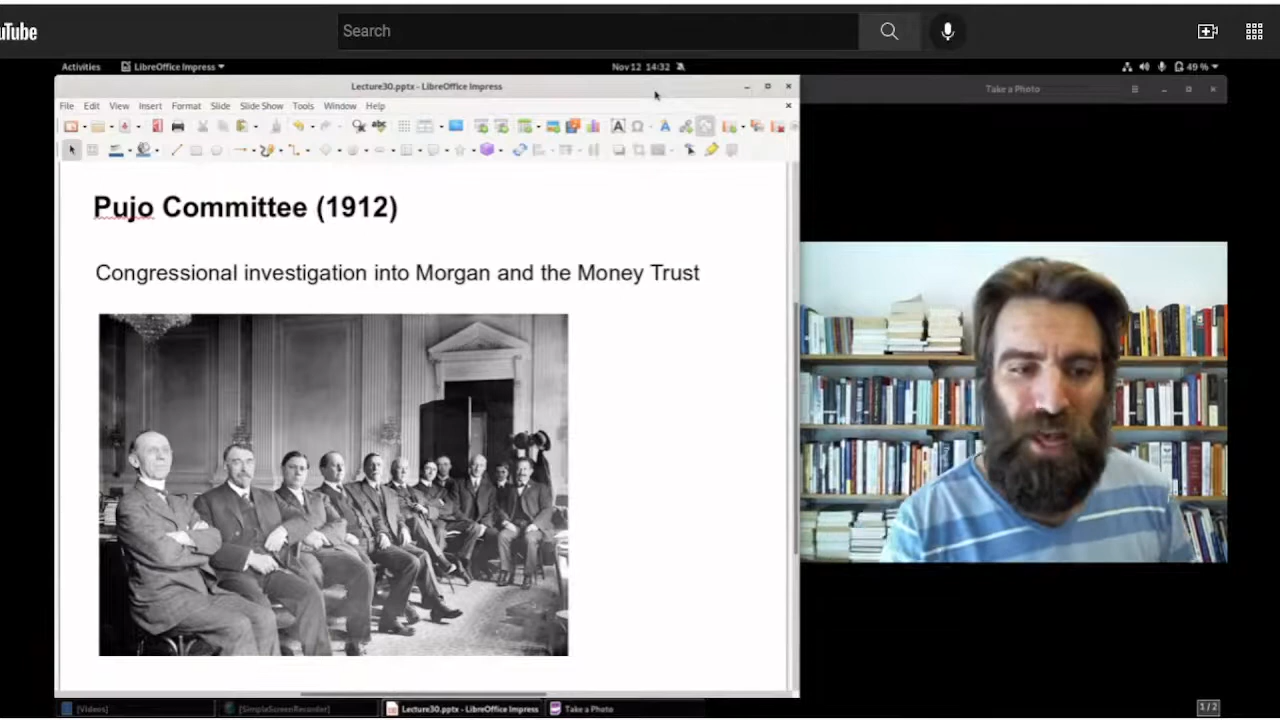 uTube
Search
Activities LibreOffice Impress Nov 12 14:32 49 %
Lecture30.pptx - LibreOffice Impress
Take a Photo
File Edit View Insert Format Slide Slide Show Tools Window Help
Pujo Committee (1912)
Congressional investigation into Morgan and the Money Trust
[Videos] [SimpleScreenRecorder] Lecture30.pptx - LibreOffice Impress Take a Photo 1 / 2